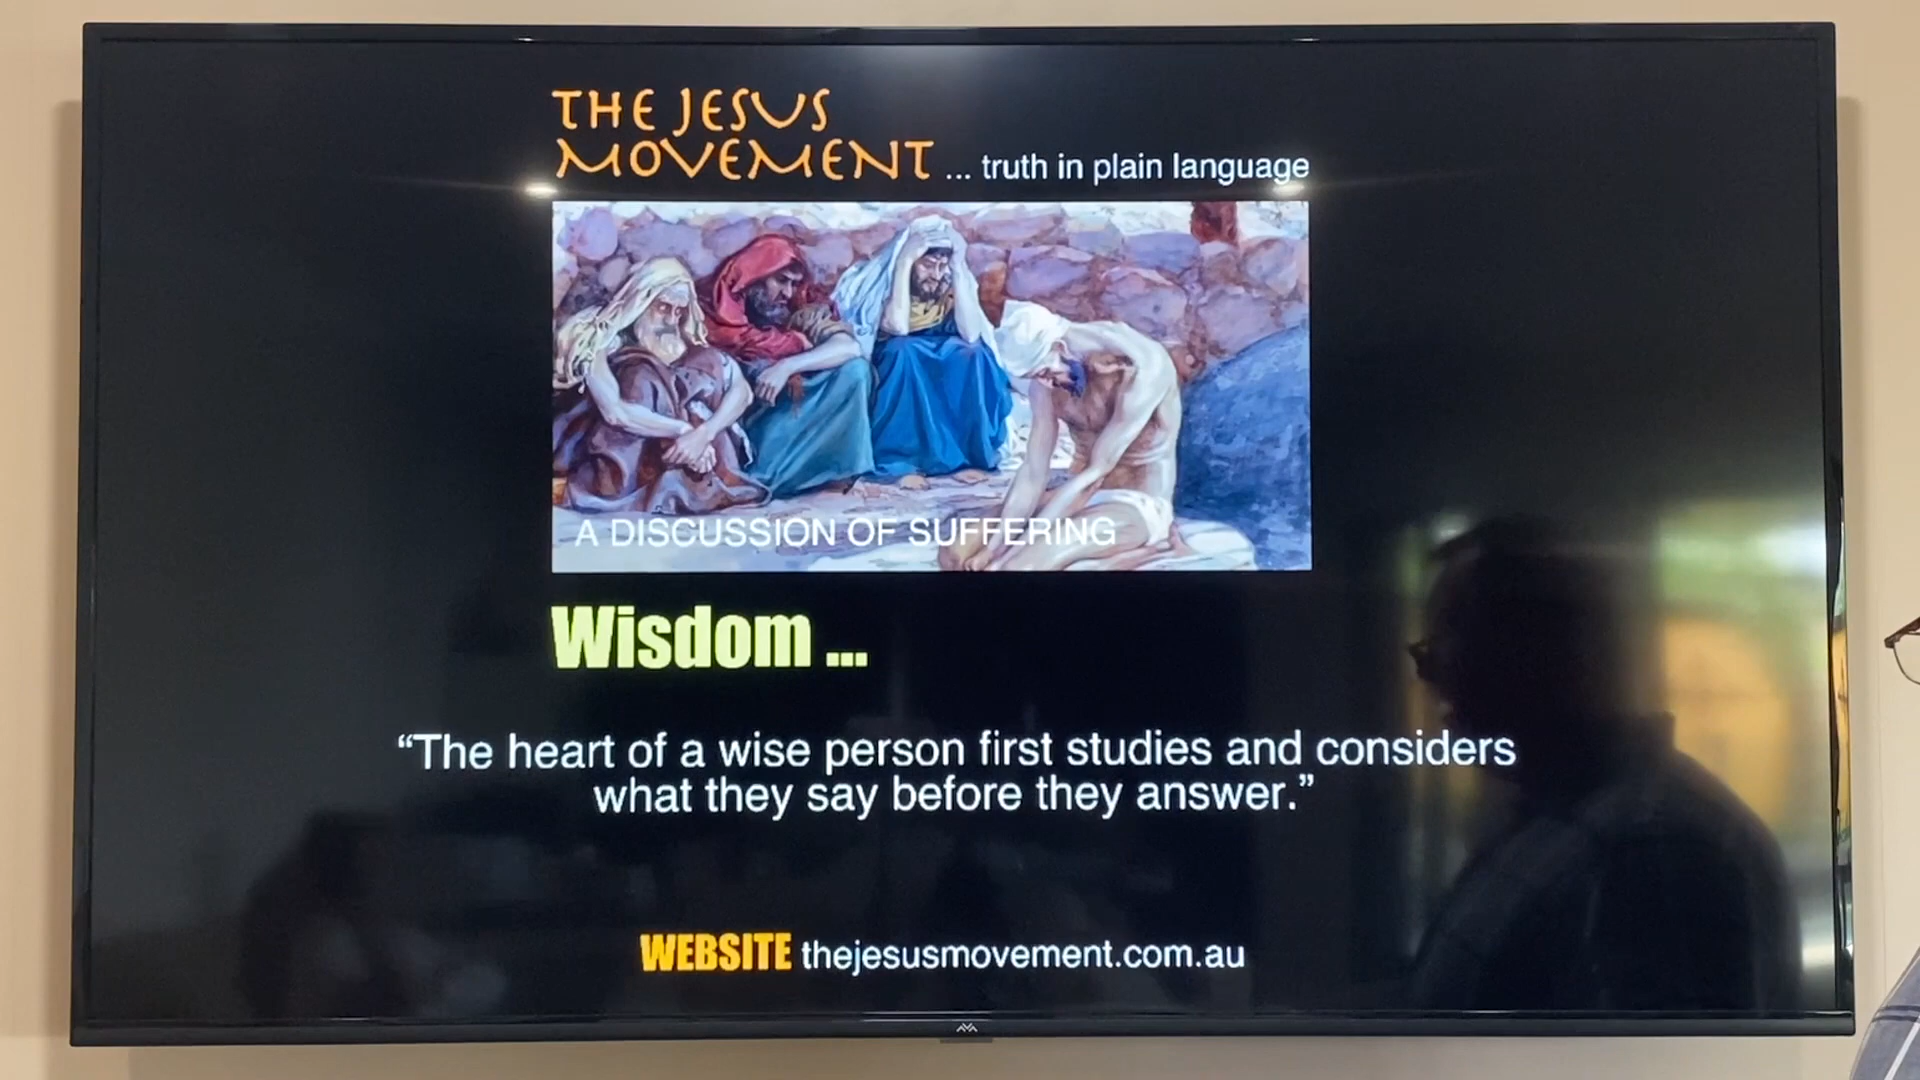 THE JESUS
MOVEMENT ... truth in plain language
A DISCUSSION OF SUFFERING
Wisdom ...
“The heart of a wise person first studies and considers
what they say before they answer.”
WEBSITE thejesusmovement.com.au